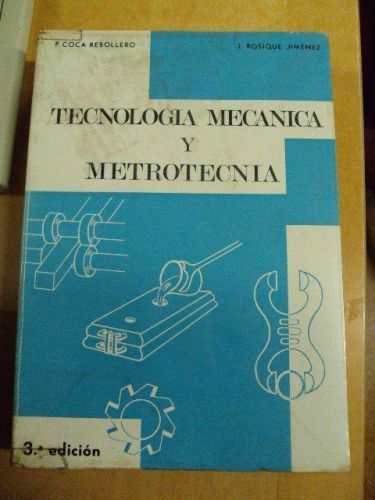 P. COCA REBOLLERO
J. ROSIQUE JIMENEZ
TECNOLOGIA MECANICA
Y
METROTECNIA
3.ª edición